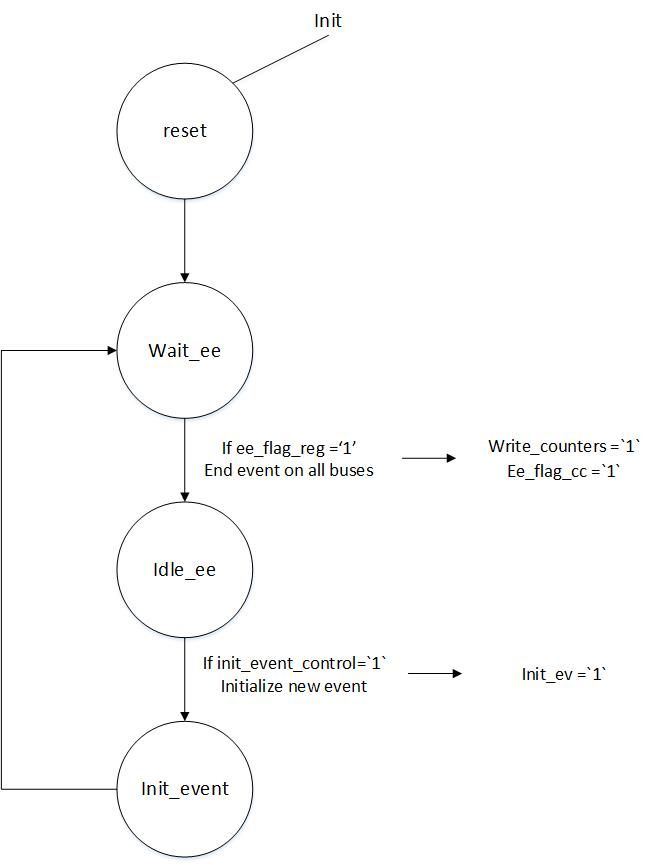 Init
reset
Wait_ee
If ee_flag_reg =‘1’
End event on all buses
Write_counters =`1`
Ee_flag_cc =`1`
Idle_ee
If init_event_control=`1`
Initialize new event
Init_ev =`1`
Init_event